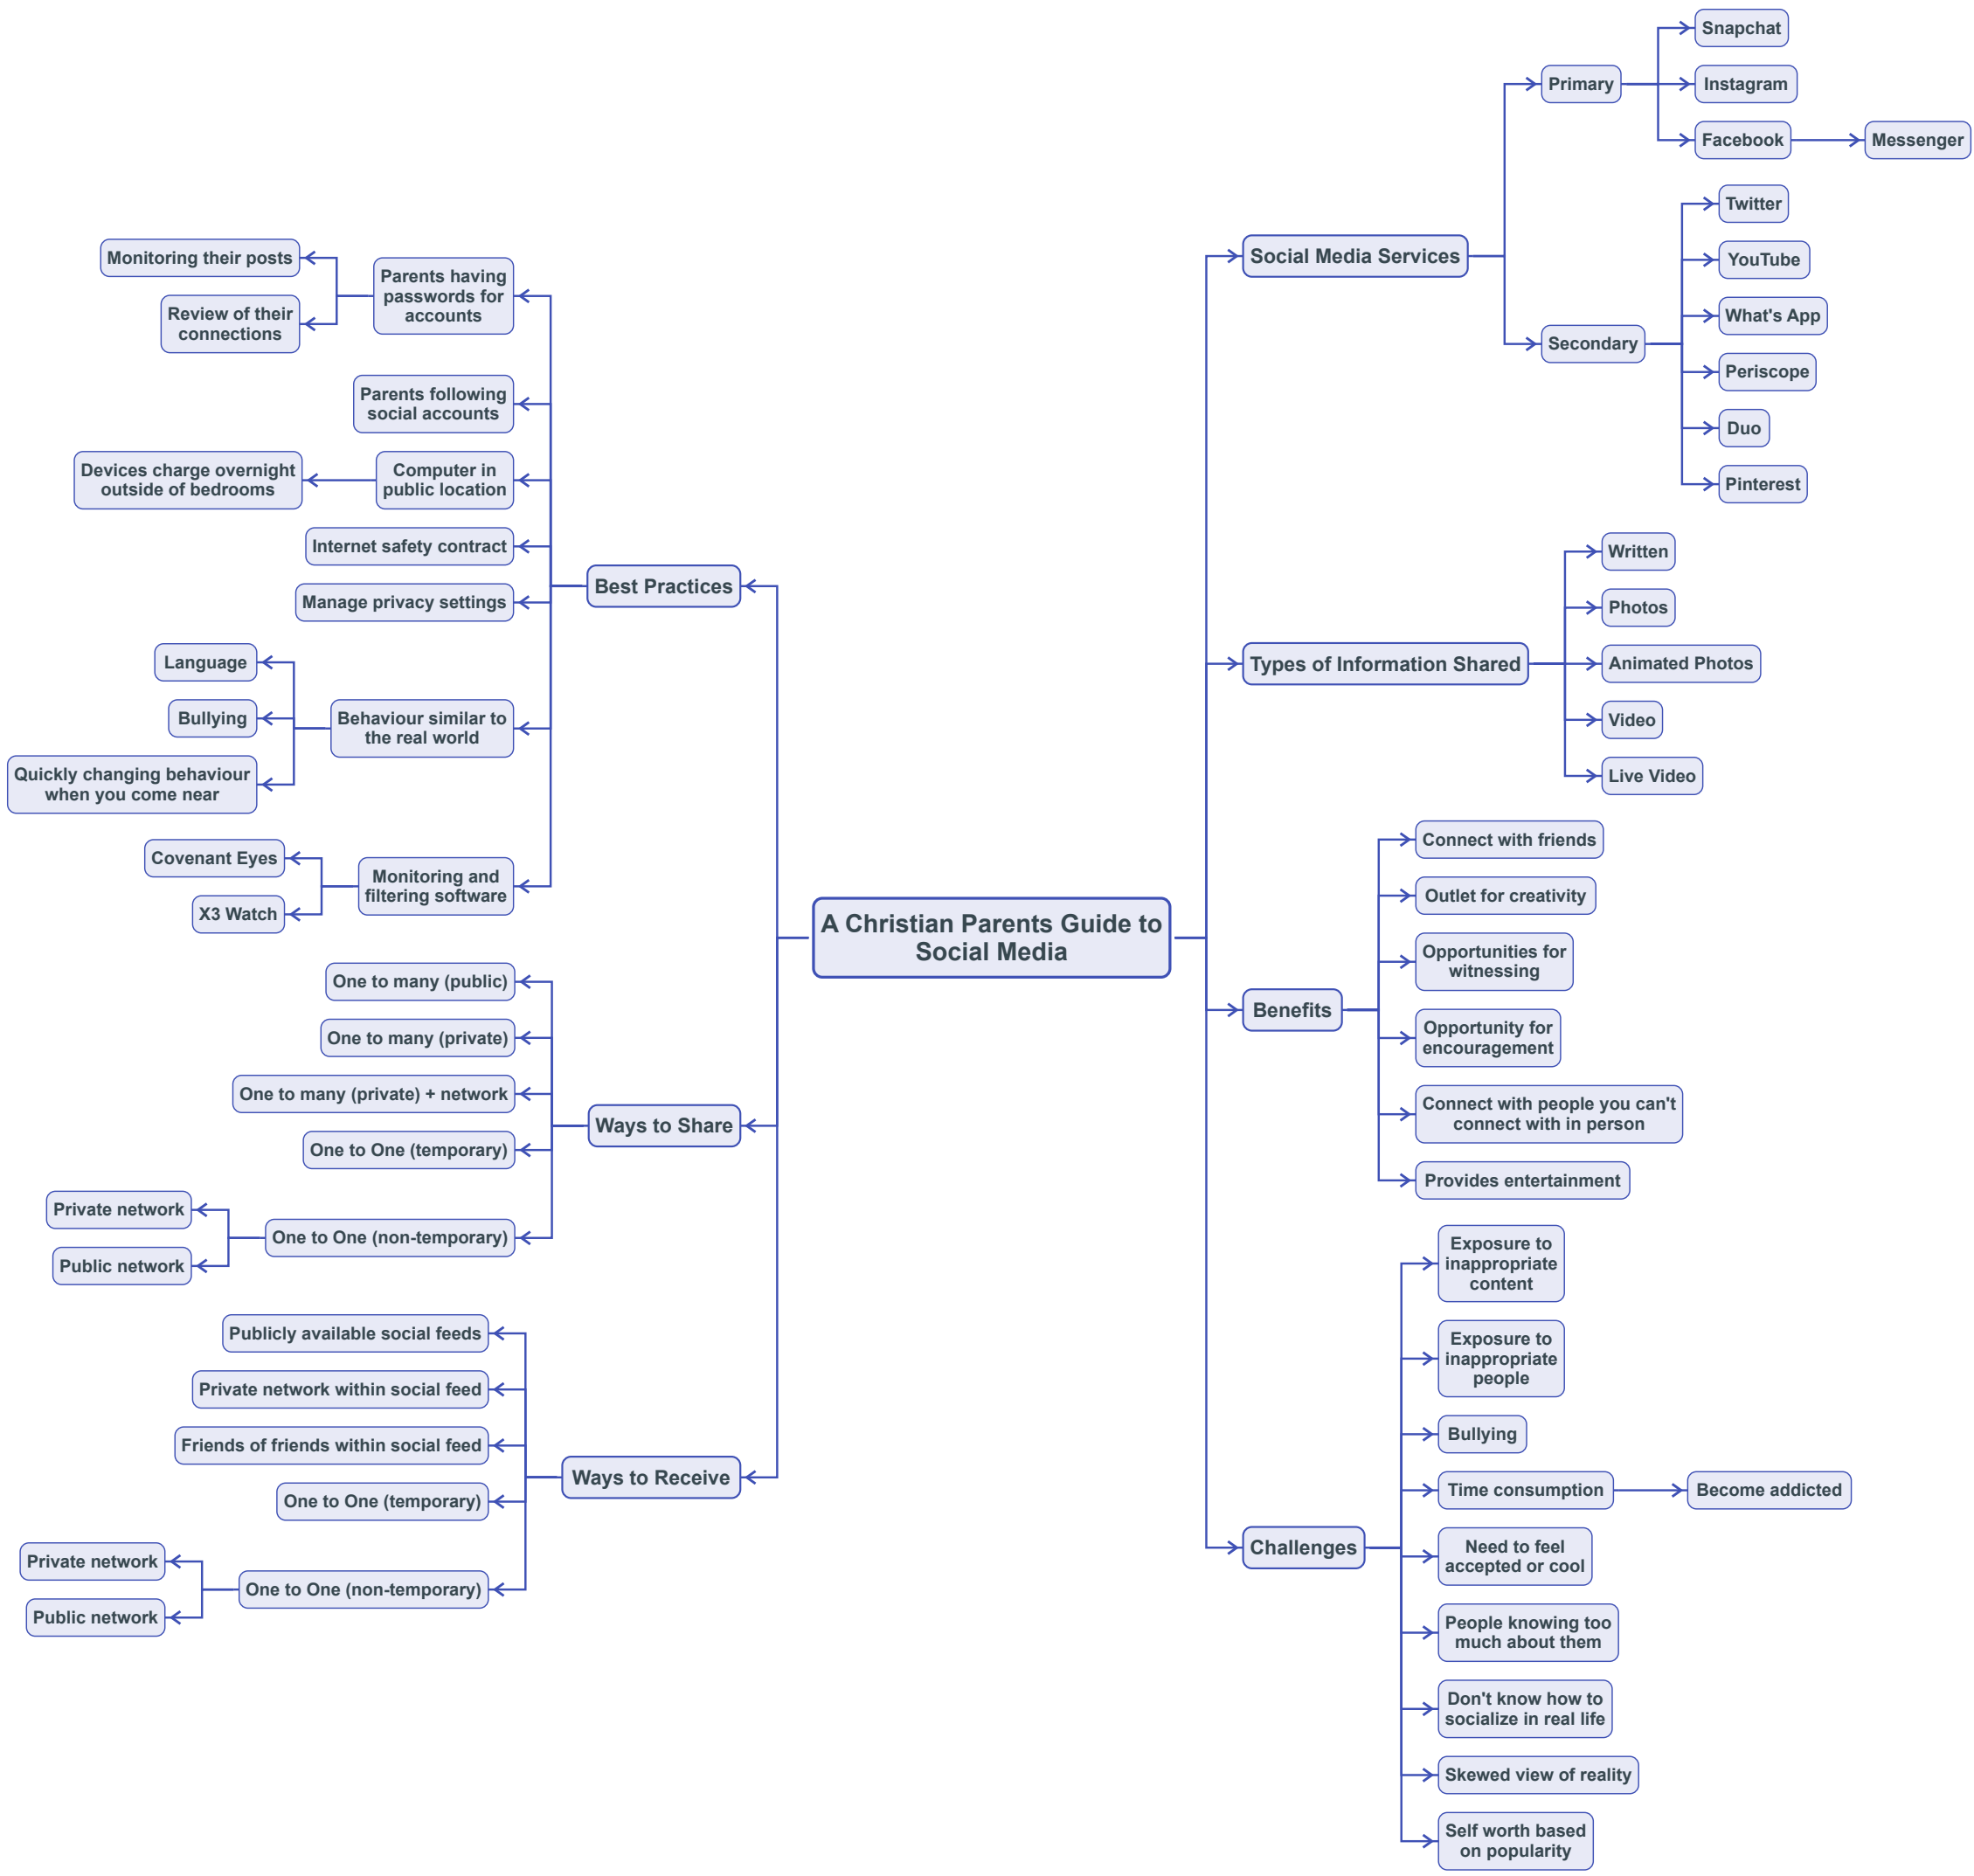 A Christian Parents Guide to
Social Media
Social Media Services
Primary
Snapchat
Instagram
Facebook
Messenger
Secondary
Twitter
YouTube
What's App
Periscope
Duo
Pinterest
Types of Information Shared
Written
Photos
Animated Photos
Video
Live Video
Benefits
Connect with friends
Outlet for creativity
Opportunities for
witnessing
Opportunity for
encouragement
Connect with people you can't
connect with in person
Provides entertainment
Challenges
Exposure to
inappropriate
content
Exposure to
inappropriate
people
Bullying
Time consumption
Become addicted
Need to feel
accepted or cool
People knowing too
much about them
Don't know how to
socialize in real life
Skewed view of reality
Self worth based
on popularity
Best Practices
Parents having
passwords for
accounts
Monitoring their posts
Review of their
connections
Parents following
social accounts
Computer in
public location
Devices charge overnight
outside of bedrooms
Internet safety contract
Manage privacy settings
Behaviour similar to
the real world
Language
Bullying
Quickly changing behaviour
when you come near
Monitoring and
filtering software
Covenant Eyes
X3 Watch
Ways to Share
One to many (public)
One to many (private)
One to many (private) + network
One to One (temporary)
One to One (non-temporary)
Private network
Public network
Ways to Receive
Publicly available social feeds
Private network within social feed
Friends of friends within social feed
One to One (temporary)
One to One (non-temporary)
Private network
Public network